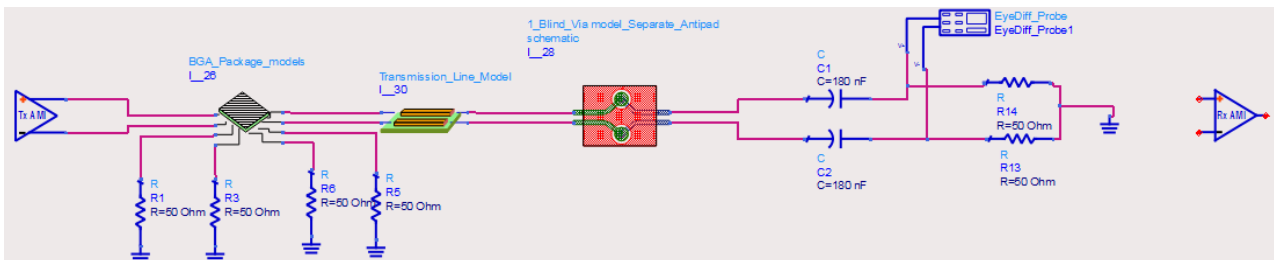 EyeDiff_Probe
EyeDiff_Probe1
1_Blind_Via model_Separate_Antipad
schematic
I__28
BGA_Package_models
I__26
Transmission_Line_Model
I__30
C
C1
C=180 nF
Tx AMI
R
R14
R=50 Ohm
Rx AMI
C
C2
C=180 nF
R
R13
R=50 Ohm
R
R1
R=50 Ohm
R
R3
R=50 Ohm
R
R6
R=50 Ohm
R
R5
R=50 Ohm